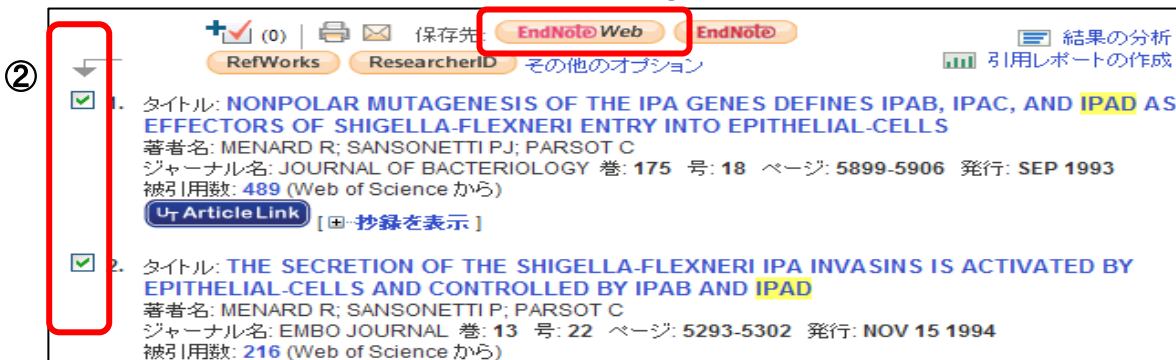 (0) | 保存先: EndNote Web EndNote 結果の分析
RefWorks ResearcherID その他のオプション 引用レポートの作成
②
1. タイトル: NONPOLAR MUTAGENESIS OF THE IPA GENES DEFINES IPAB, IPAC, AND IPAD AS
EFFECTORS OF SHIGELLA-FLEXNERI ENTRY INTO EPITHELIAL-CELLS
著者名: MENARD R; SANSONETTI PJ; PARSOT C
ジャーナル名: JOURNAL OF BACTERIOLOGY 巻: 175 号: 18 ページ: 5899-5906 発行: SEP 1993
被引用数: 489 (Web of Science から)
UT Article Link [ 抄録を表示 ]
2. タイトル: THE SECRETION OF THE SHIGELLA-FLEXNERI IPA INVASINS IS ACTIVATED BY
EPITHELIAL-CELLS AND CONTROLLED BY IPAB AND IPAD
著者名: MENARD R; SANSONETTI P; PARSOT C
ジャーナル名: EMBO JOURNAL 巻: 13 号: 22 ページ: 5293-5302 発行: NOV 15 1994
被引用数: 216 (Web of Science から)